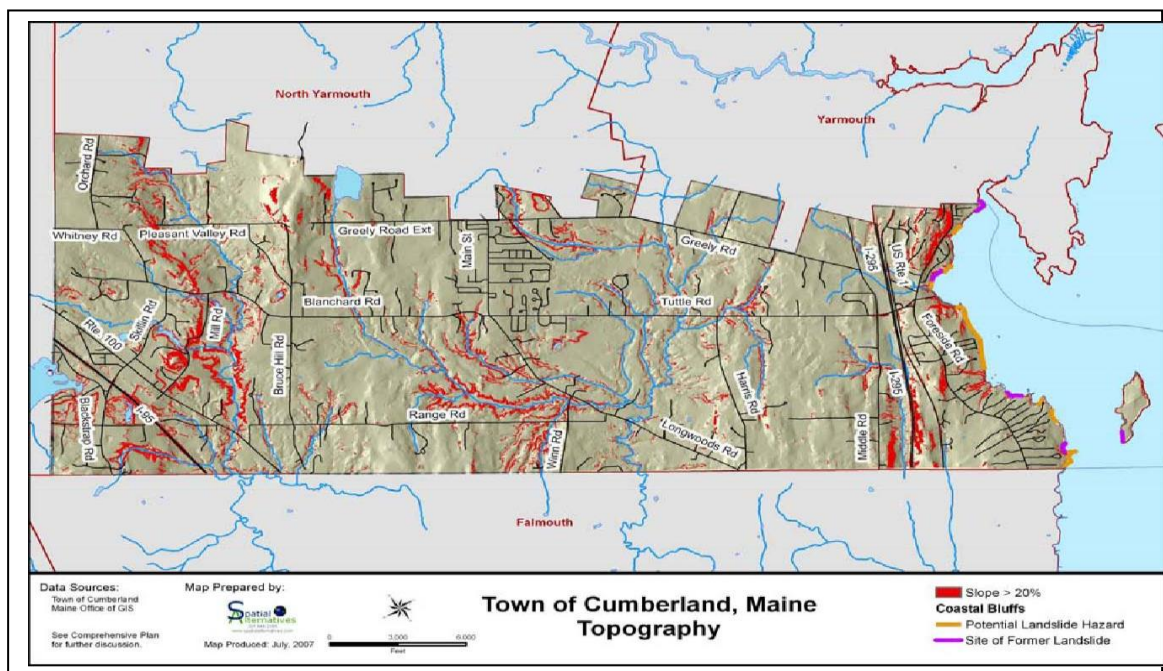 North Yarmouth
Yarmouth
Orchard Rd
Whitney Rd
Pleasant Valley Rd
Greely Road Ext
Main St
Greely Rd
I-295
US Rte 1
Rte. 100
Skillin Rd
Mill Rd
Bruce Hill Rd
Blanchard Rd
Tuttle Rd
Foreside Rd
I-295
Blackstrap Rd
I-95
Range Rd
Winn Rd
Longwoods Rd
Harris Rd
Middle Rd
Falmouth
Data Sources:
Town of Cumberland
Maine Office of GIS
See Comprehensive Plan
for further discussion.
Map Prepared by:
Spatial
Alternatives
Map Produced: July, 2007
0 3,000 6,000
Feet
Town of Cumberland, Maine
Topography
Slope > 20%
Coastal Bluffs
Potential Landslide Hazard
Site of Former Landslide